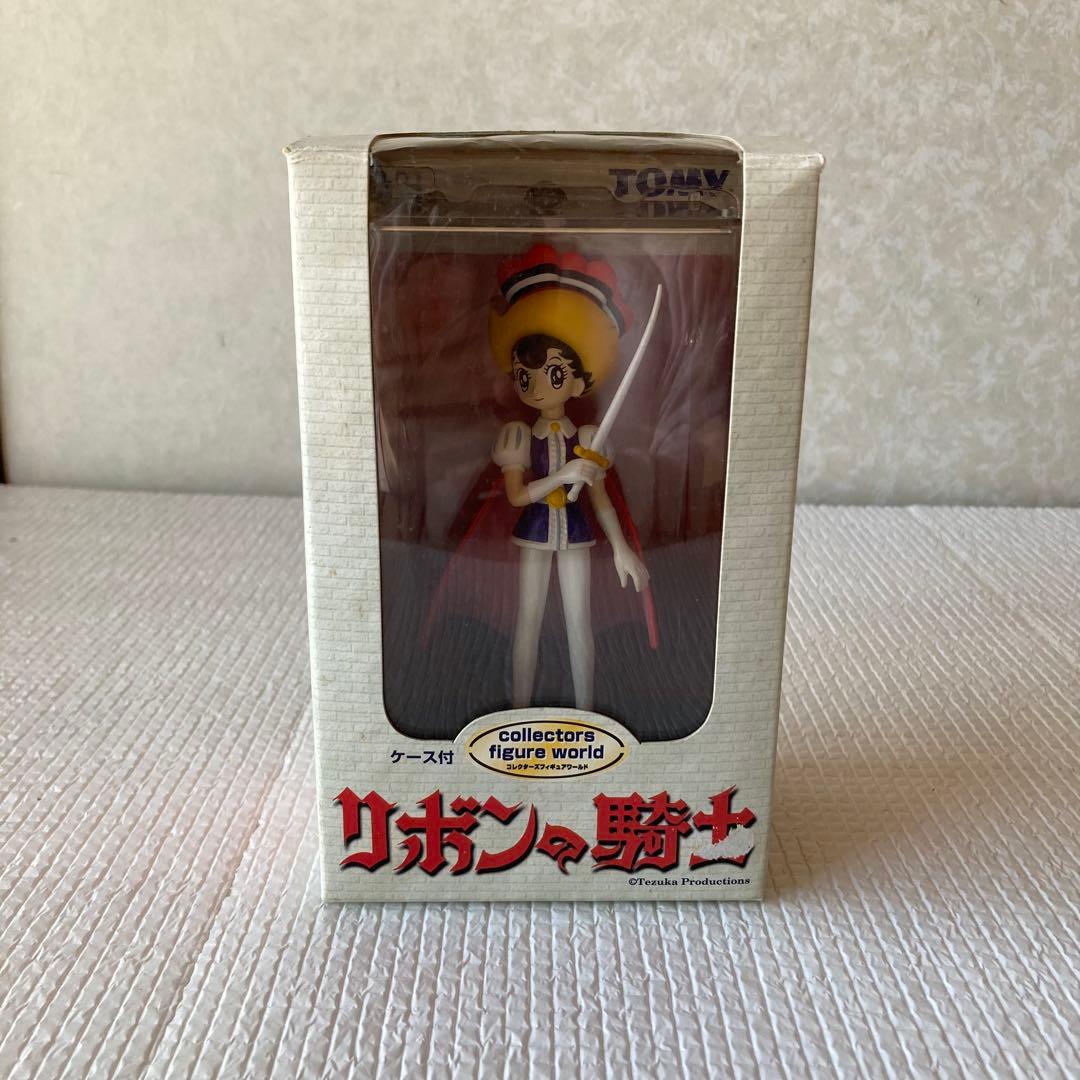 TOMY
collectors
figure world
コレクターズフィギュアワールド
ケース付
リボンの騎士
©Tezuka Productions